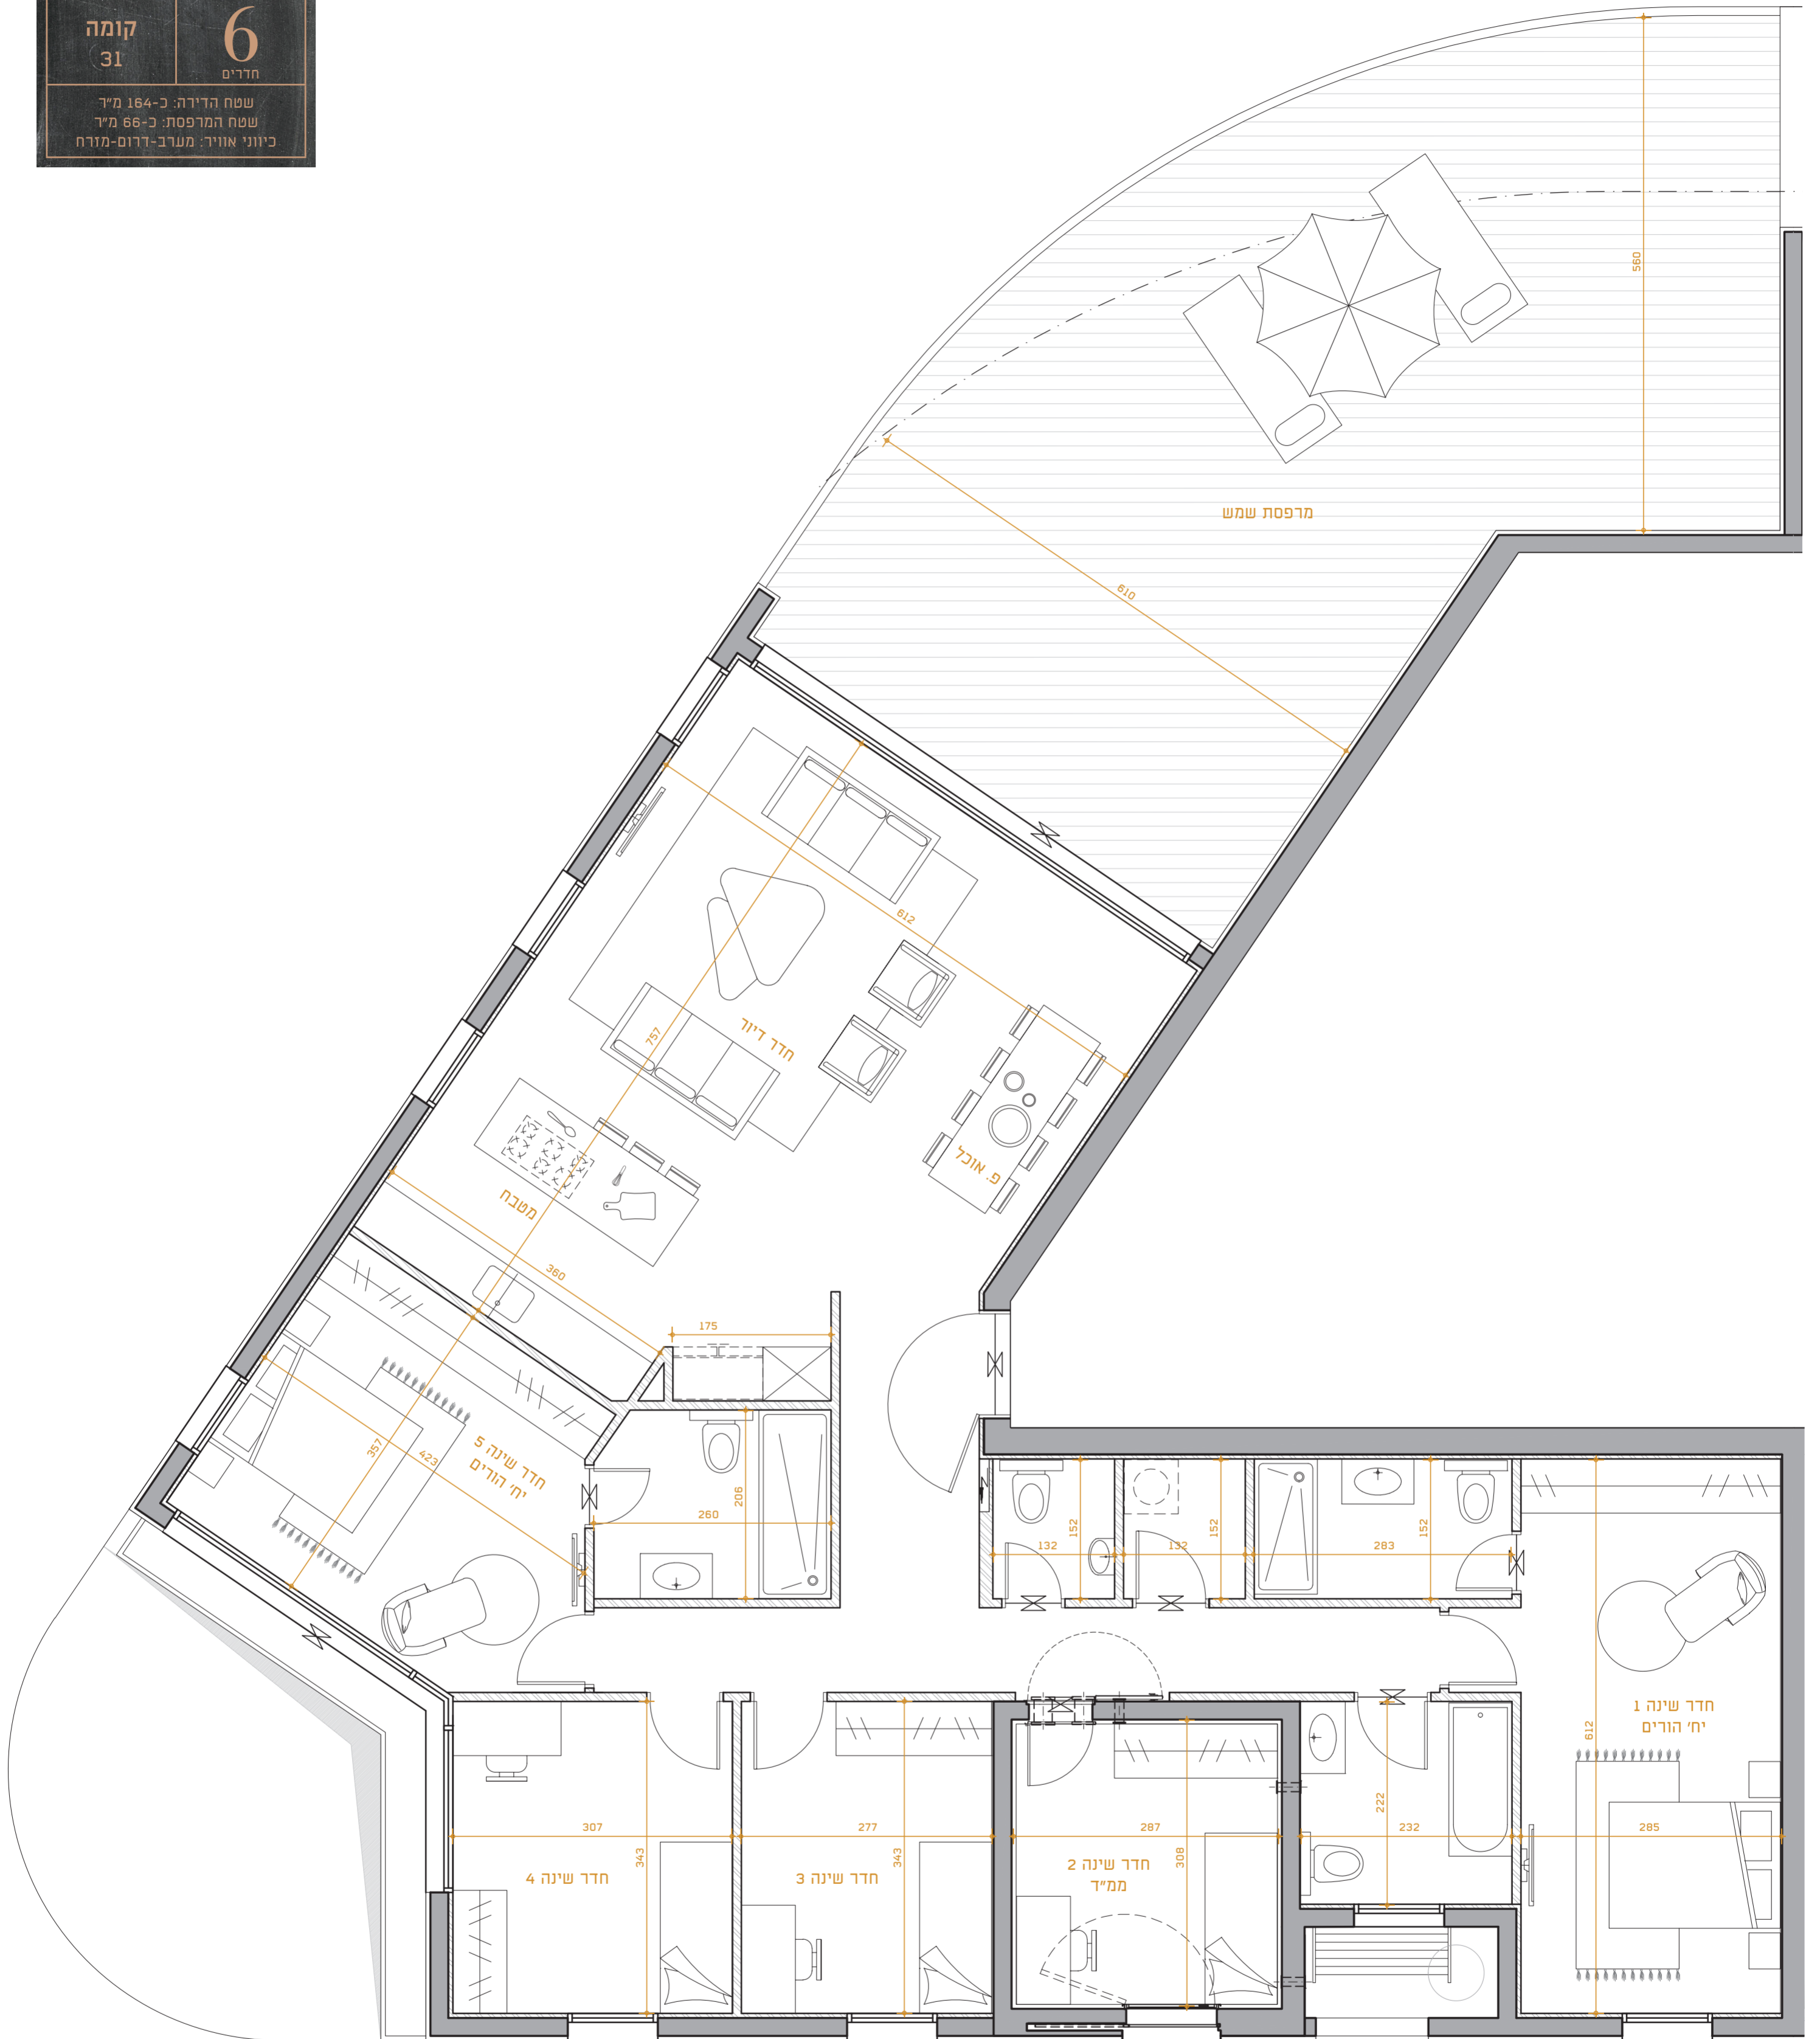 קומה
31
6
חדרים
שטח הדירה: כ-164 מ״ר
שטח המרפסת: כ-66 מ״ר
כיווני אוויר: מערב-דרום-מזרח
560
מרפסת שמש
610
612
757
חדר דיור
פ. אוכל
מטבח
360
175
357
423
חדר שינה 5
יח׳ הורים
206
260
152
132
152
132
152
283
חדר שינה 1
יח׳ הורים
612
222
307
343
277
343
287
308
232
285
חדר שינה 4
חדר שינה 3
חדר שינה 2
ממ״ד